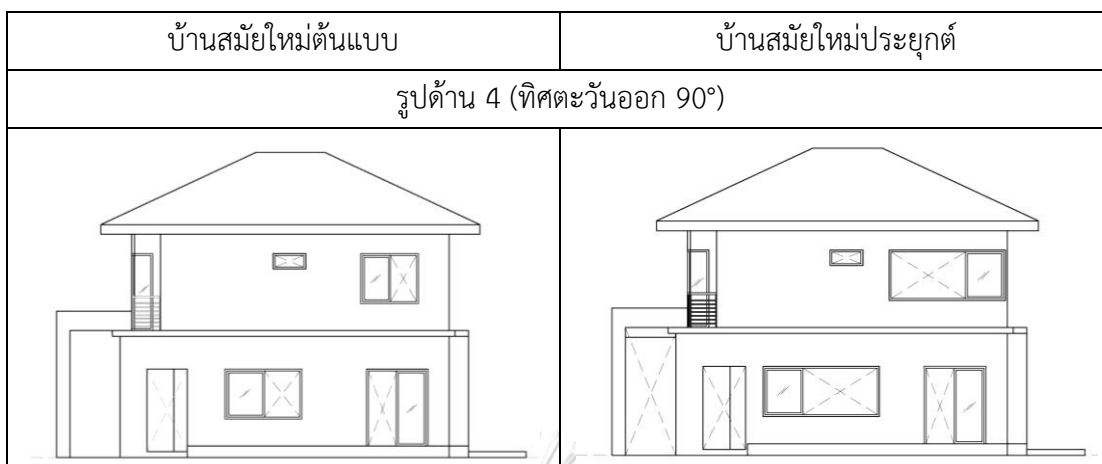 บ้านสมัยใหม่ต้นแบบ
บ้านสมัยใหม่ประยุกต์
รูปด้าน 4 (ทิศตะวันออก 90°)